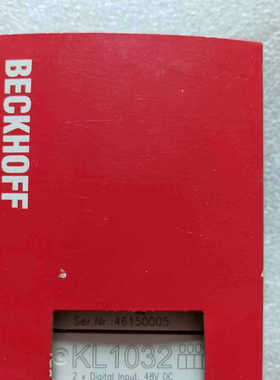 BECKHOFF
Ser.Nr.:46150005
KL1032
2 x Digital Input, 48V DC